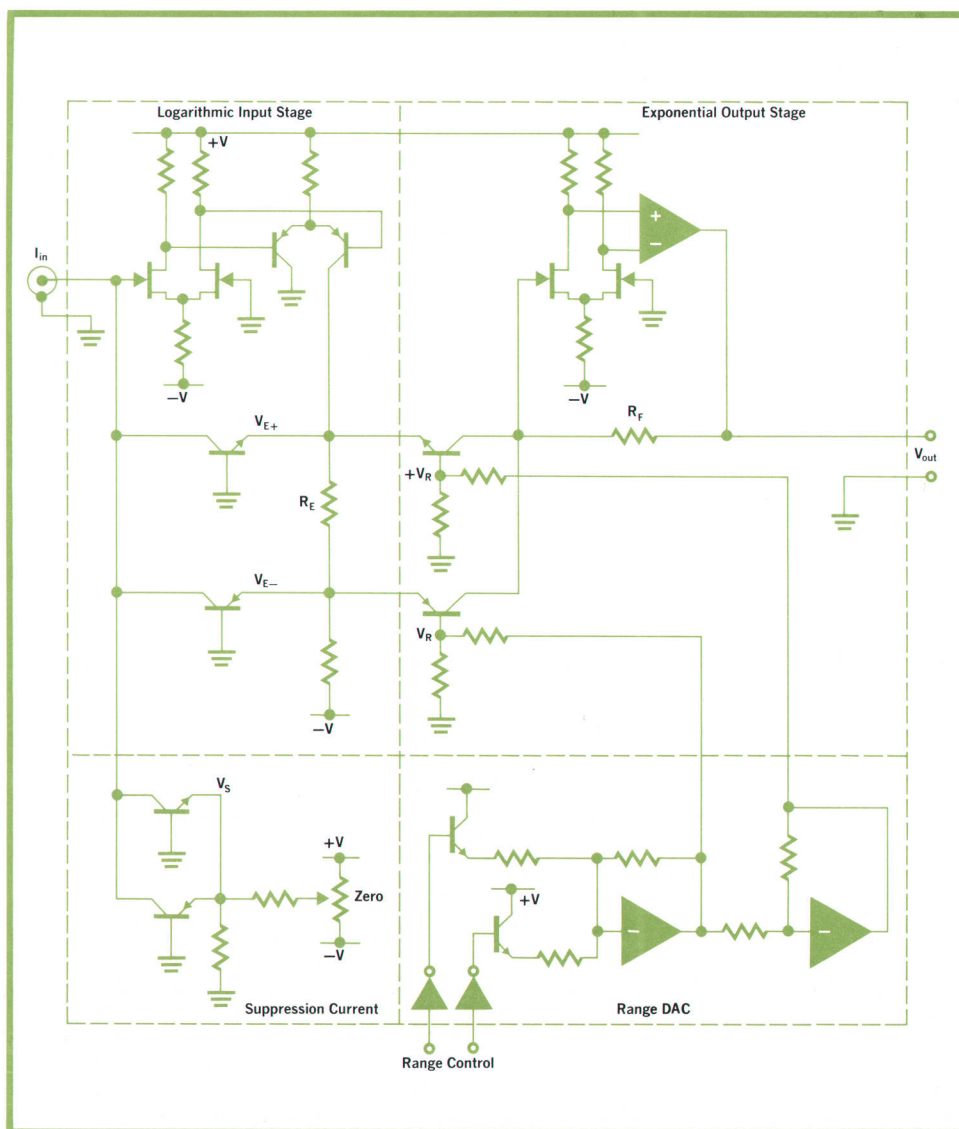 Logarithmic Input Stage
Exponential Output Stage
+V
I_in
+
−
−V
−V
V_E+
R_F
V_out
+V_R
R_E
V_E−
V_R
−V
V_S
+V
Zero
−V
+V
−
−
Suppression Current
Range DAC
Range Control